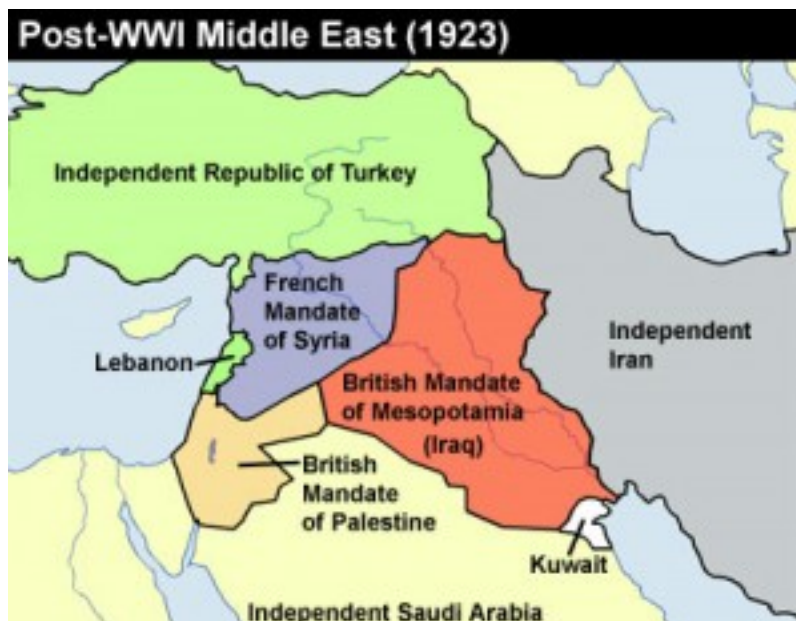 Post-WWI Middle East (1923)
Independent Republic of Turkey
French
Mandate
of Syria
Lebanon
Independent
Iran
British Mandate
of Mesopotamia
(Iraq)
British
Mandate
of Palestine
Kuwait
Independent Saudi Arabia